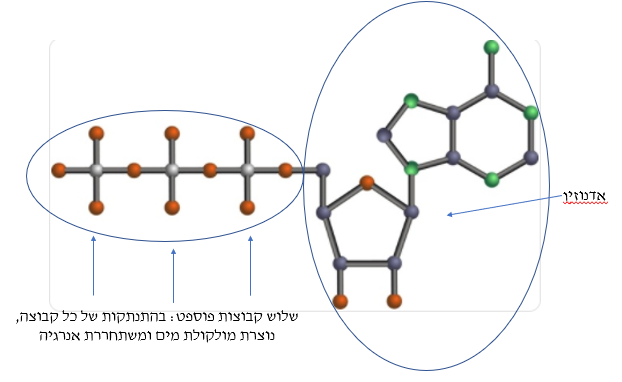 אדנוזין
שלוש קבוצות פוספט: בהתנתקות של כל קבוצה,
נוצרת מולקולת מים ומשתחררת אנרגיה